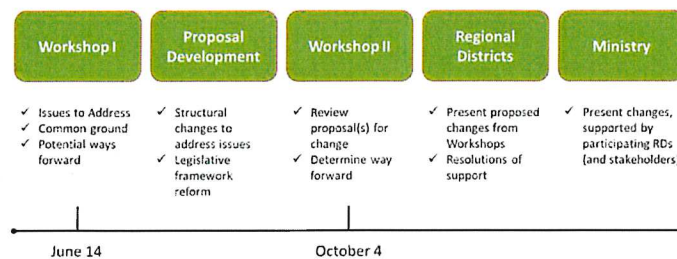 Workshop I
Proposal
Development
Workshop II
Regional
Districts
Ministry
✓ Issues to Address
✓ Common ground
✓ Potential ways
forward
✓ Structural
changes to
address issues
✓ Legislative
framework
reform
✓ Review
proposal(s) for
change
✓ Determine way
forward
✓ Present proposed
changes from
Workshops
✓ Resolutions of
support
✓ Present changes,
supported by
participating RDs
(and stakeholders
June 14
October 4